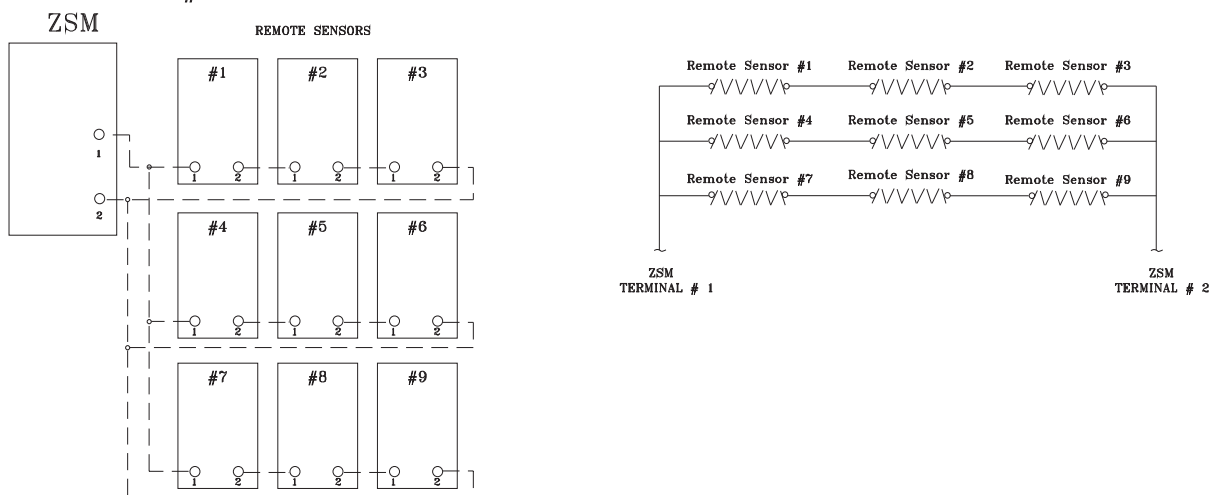 #
ZSM
REMOTE SENSORS
#1 #2 #3
1
1 2 1 2 1 2
2
#4 #5 #6
1 2 1 2 1 2
#7 #8 #9
1 2 1 2 1 2
Remote Sensor #1 Remote Sensor #2 Remote Sensor #3
Remote Sensor #4 Remote Sensor #5 Remote Sensor #6
Remote Sensor #7 Remote Sensor #8 Remote Sensor #9
ZSM
TERMINAL # 1
ZSM
TERMINAL # 2